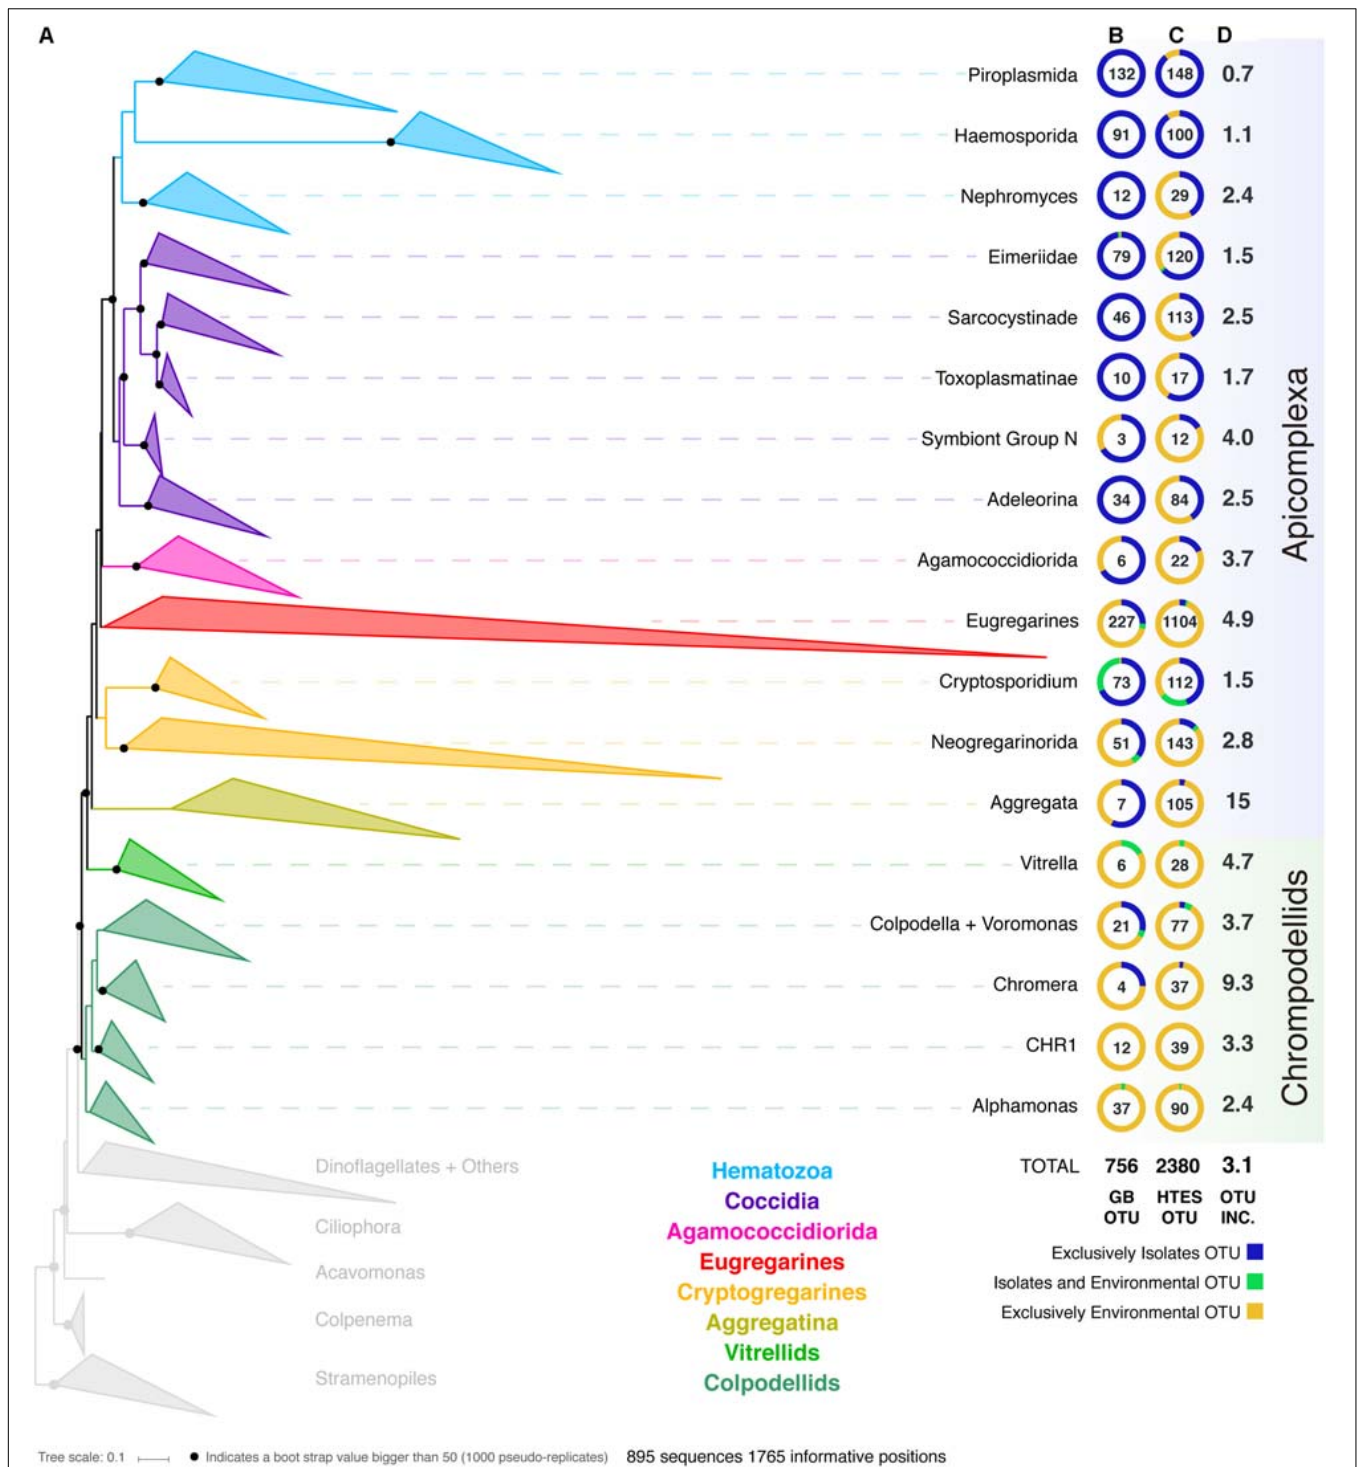 A B C D
Piroplasmida 132 148 0.7
Haemosporida 91 100 1.1
Nephromyces 12 29 2.4
Eimeriidae 79 120 1.5
Sarcocystinade 46 113 2.5
Toxoplasmatinae 10 17 1.7
Symbiont Group N 3 12 4.0
Adeleorina 34 84 2.5
Agamococcidiorida 6 22 3.7
Eugregarines 227 1104 4.9
Cryptosporidium 73 112 1.5
Neogregarinorida 51 143 2.8
Aggregata 7 105 15
Apicomplexa
Vitrella 6 28 4.7
Colpodella + Voromonas 21 77 3.7
Chromera 4 37 9.3
CHR1 12 39 3.3
Alphamonas 37 90 2.4
Chrompodellids
Dinoflagellates + Others
Ciliophora
Acavomonas
Colpenema
Stramenopiles
Hematozoa
Coccidia
Agamococcidiorida
Eugregarines
Cryptogregarines
Aggregatina
Vitrellids
Colpodellids
TOTAL 756 2380 3.1
GB HTES OTU
OTU OTU INC.
Exclusively Isolates OTU
Isolates and Environmental OTU
Exclusively Environmental OTU
Tree scale: 0.1 Indicates a boot strap value bigger than 50 (1000 pseudo-replicates) 895 sequences 1765 informative positions